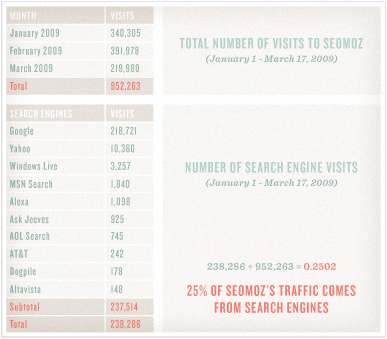 MONTH VISITS
January 2009 340,305
February 2009 391,978
March 2009 219,980
Total 952,263
TOTAL NUMBER OF VISITS TO SEOMOZ
(January 1 - March 17, 2009)
SEARCH ENGINES VISITS
Google 218,721
Yahoo 10,360
Windows Live 3,257
MSN Search 1,840
Alexa 1,098
Ask Jeeves 925
AOL Search 745
AT&T 242
Dogpile 178
Altavista 148
Subtotal 237,514
Total 238,286
NUMBER OF SEARCH ENGINE VISITS
(January 1 - March 17, 2009)
238,286 ÷ 952,263 = 0.2502
25% OF SEOMOZ'S TRAFFIC COMES
FROM SEARCH ENGINES